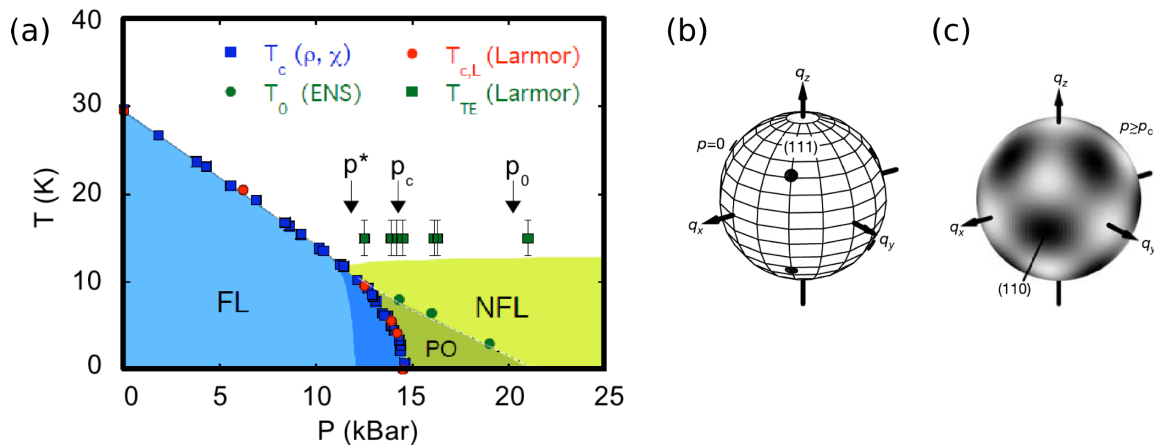 (a)
40
30
20
10
0
T (K)
T_c (ρ, χ)
T_c,L (Larmor)
T_0 (ENS)
T_TE (Larmor)
p*
p_c
p_0
FL
PO
NFL
0 5 10 15 20 25
P (kBar)
(b)
q_z
p=0
(111)
q_x
q_y
(c)
q_z
p≥p_c
q_x
q_y
(110)